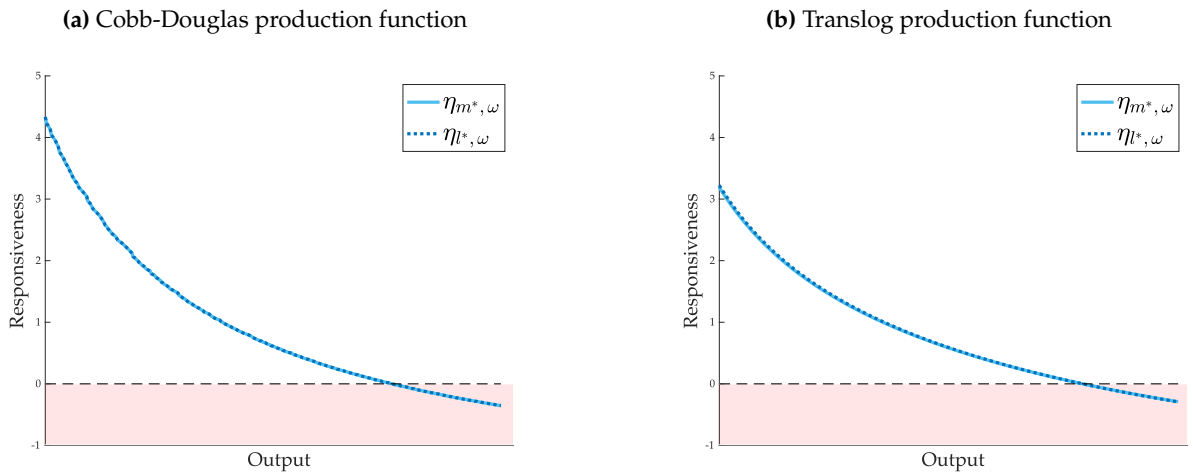 (a) Cobb-Douglas production function
5
4
3
2
1
0
-1
Responsiveness
Output
η_{m*, ω}
η_{l*, ω}
(b) Translog production function
5
4
3
2
1
0
-1
Responsiveness
Output
η_{m*, ω}
η_{l*, ω}